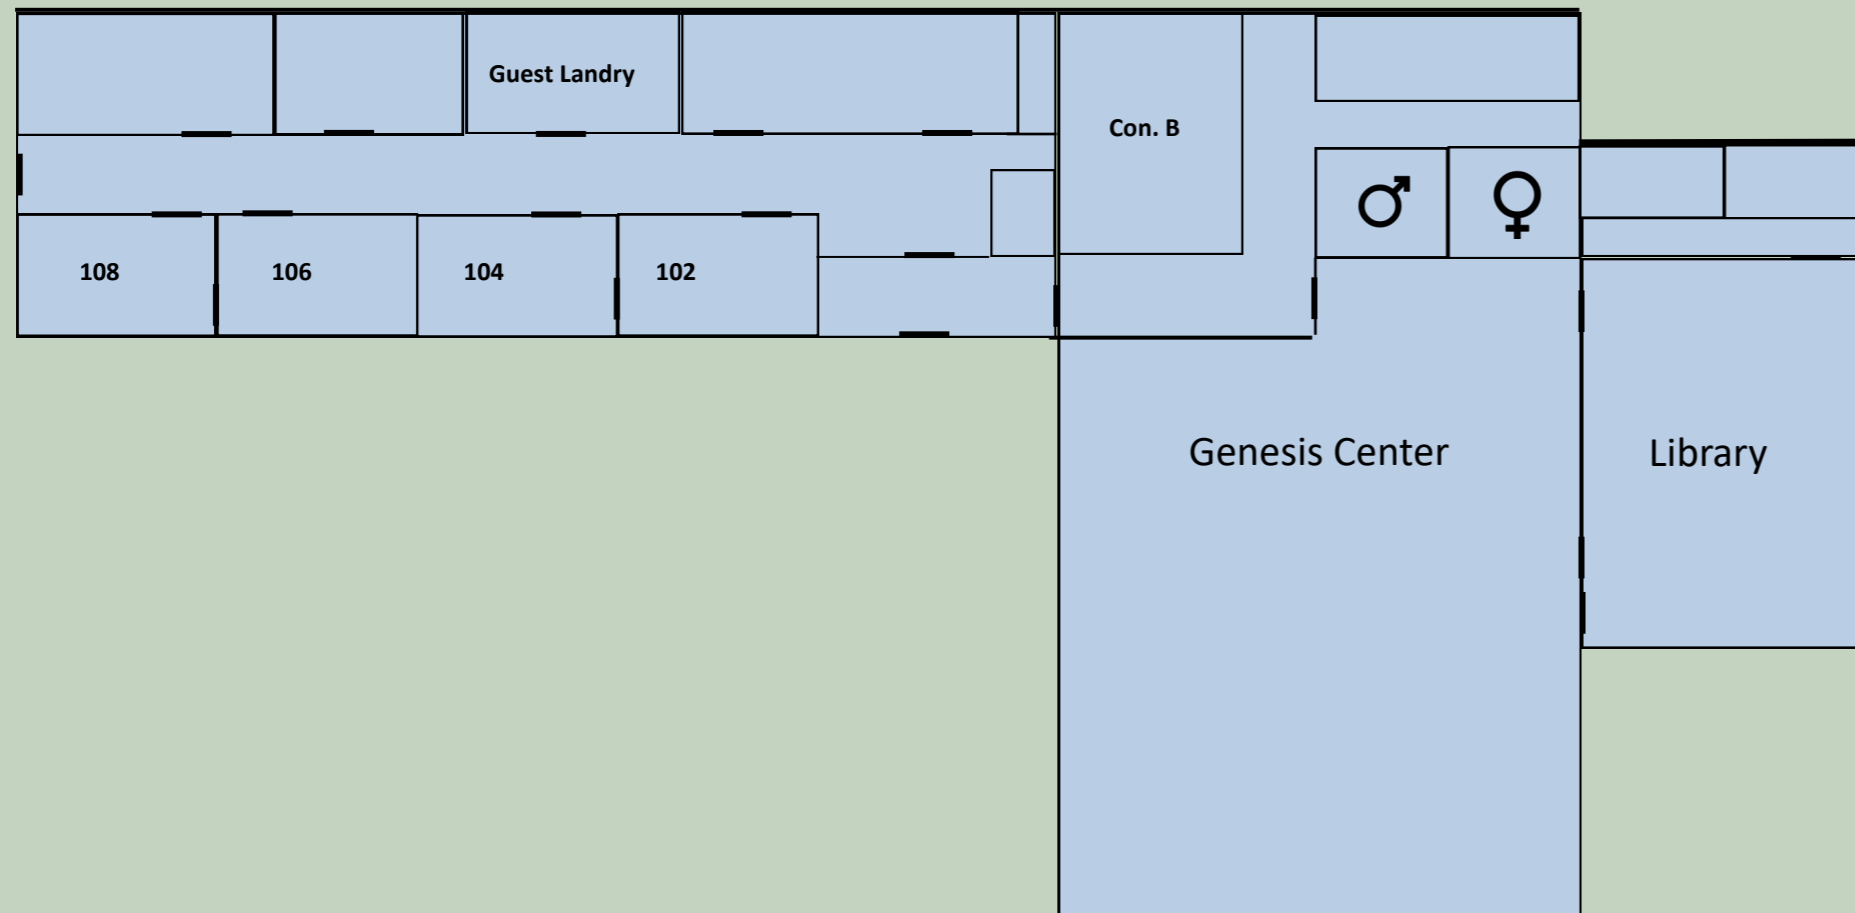 Guest Landry
Con. B
108
106
104
102
Genesis Center
Library